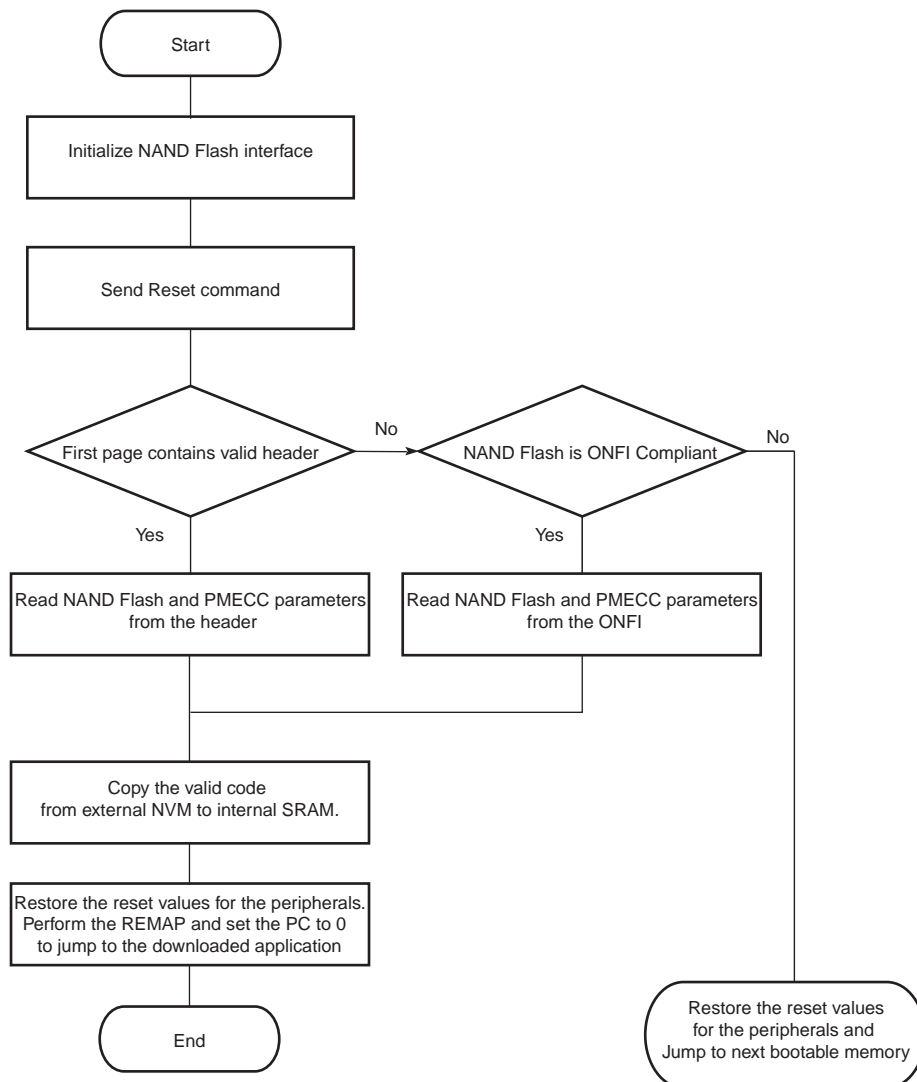 Start
Initialize NAND Flash interface
Send Reset command
First page contains valid header
No
NAND Flash is ONFI Compliant
No
Yes
Yes
Read NAND Flash and PMECC parameters
from the header
Read NAND Flash and PMECC parameters
from the ONFI
Copy the valid code
from external NVM to internal SRAM.
Restore the reset values for the peripherals.
Perform the REMAP and set the PC to 0
to jump to the downloaded application
End
Restore the reset values
for the peripherals and
Jump to next bootable memory